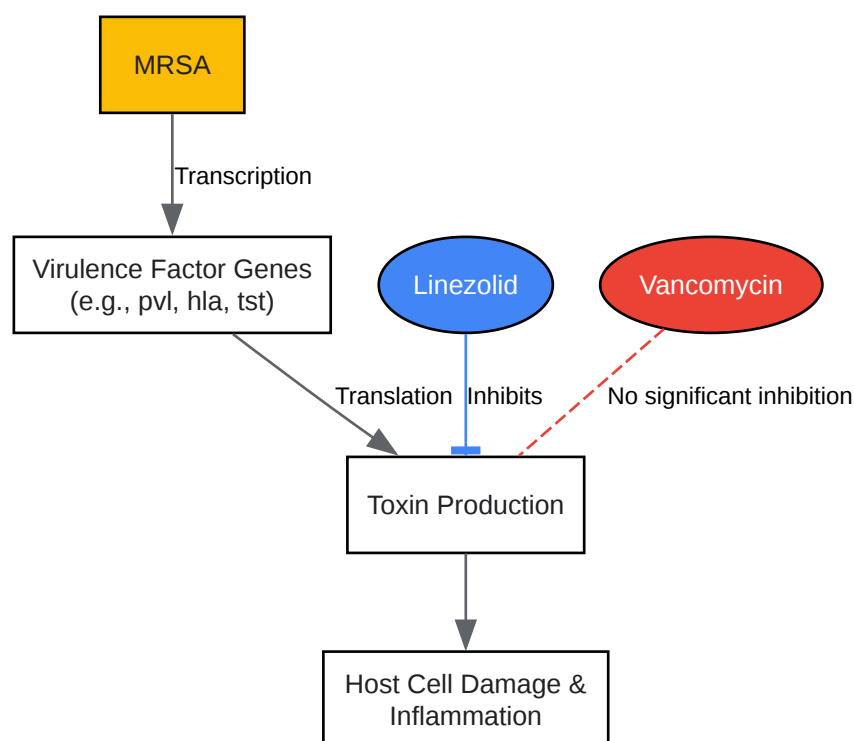 MRSA
Transcription
Virulence Factor Genes
(e.g., pvl, hla, tst)
Linezolid
Vancomycin
Translation
Inhibits
No significant inhibition
Toxin Production
Host Cell Damage &
Inflammation